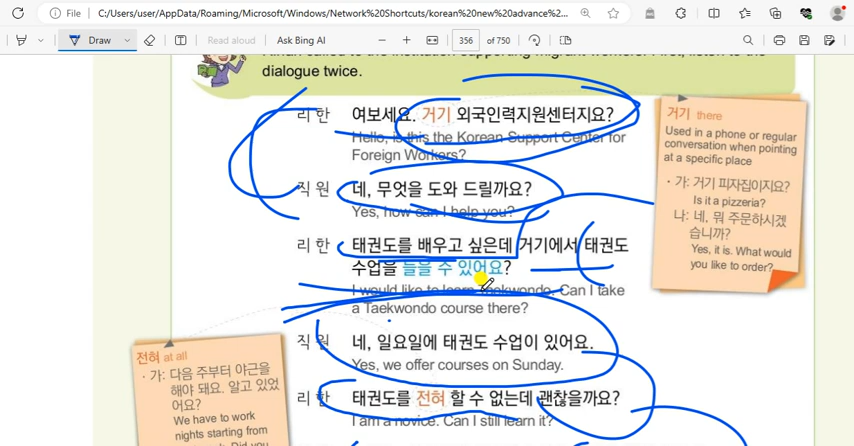 File
C:/Users/user/AppData/Roaming/Microsoft/Windows/Network%20Shortcuts/korean%20new%20advance%2...
Draw
Read aloud
Ask Bing AI
356
of 750
dialogue twice.
리한 여보세요. 거기 외국인력지원센터지요?
Hello, is this the Korean Support Center for
Foreign Workers?
직원 네, 무엇을 도와 드릴까요?
Yes, how can I help you?
리한 태권도를 배우고 싶은데 거기에서 태권도
수업을 들을 수 있어요?
I would like to learn Taekwondo. Can I take
a Taekwondo course there?
직원 네, 일요일에 태권도 수업이 있어요.
Yes, we offer courses on Sunday.
리한 태권도를 전혀 할 수 없는데 괜찮을까요?
I am a novice. Can I still learn it?
거기 there
Used in a phone or regular
conversation when pointing
at a specific place
· 가: 거기 피자집이지요?
Is it a pizzeria?
나: 네, 뭐 주문하시겠
습니까?
Yes, it is. What would
you like to order?
전혀 at all
· 가: 다음 주부터 야근을
해야 돼요. 알고 있었
어요?
We have to work
nights starting from